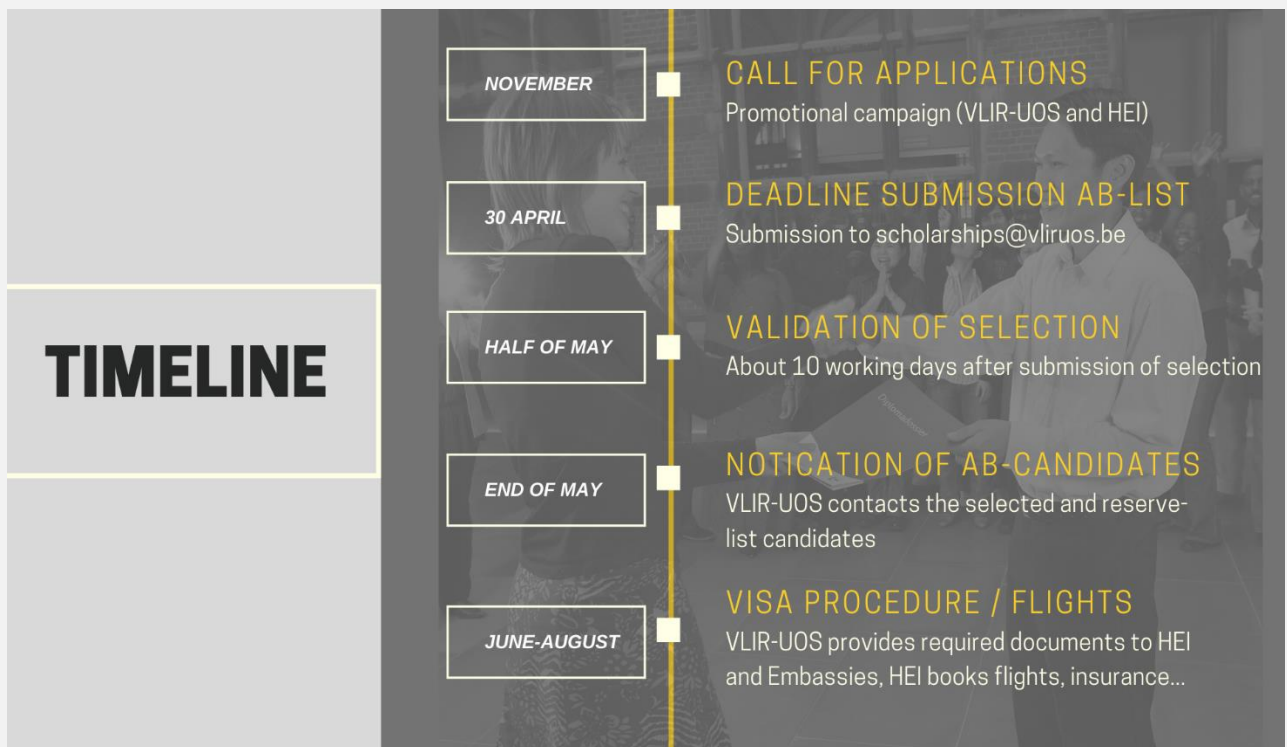 TIMELINE
NOVEMBER
CALL FOR APPLICATIONS
Promotional campaign (VLIR-UOS and HEI)
30 APRIL
DEADLINE SUBMISSION AB-LIST
Submission to scholarships@vliruos.be
HALF OF MAY
VALIDATION OF SELECTION
About 10 working days after submission of selection
END OF MAY
NOTICATION OF AB-CANDIDATES
VLIR-UOS contacts the selected and reserve-
list candidates
JUNE-AUGUST
VISA PROCEDURE / FLIGHTS
VLIR-UOS provides required documents to HEI
and Embassies, HEI books flights, insurance...